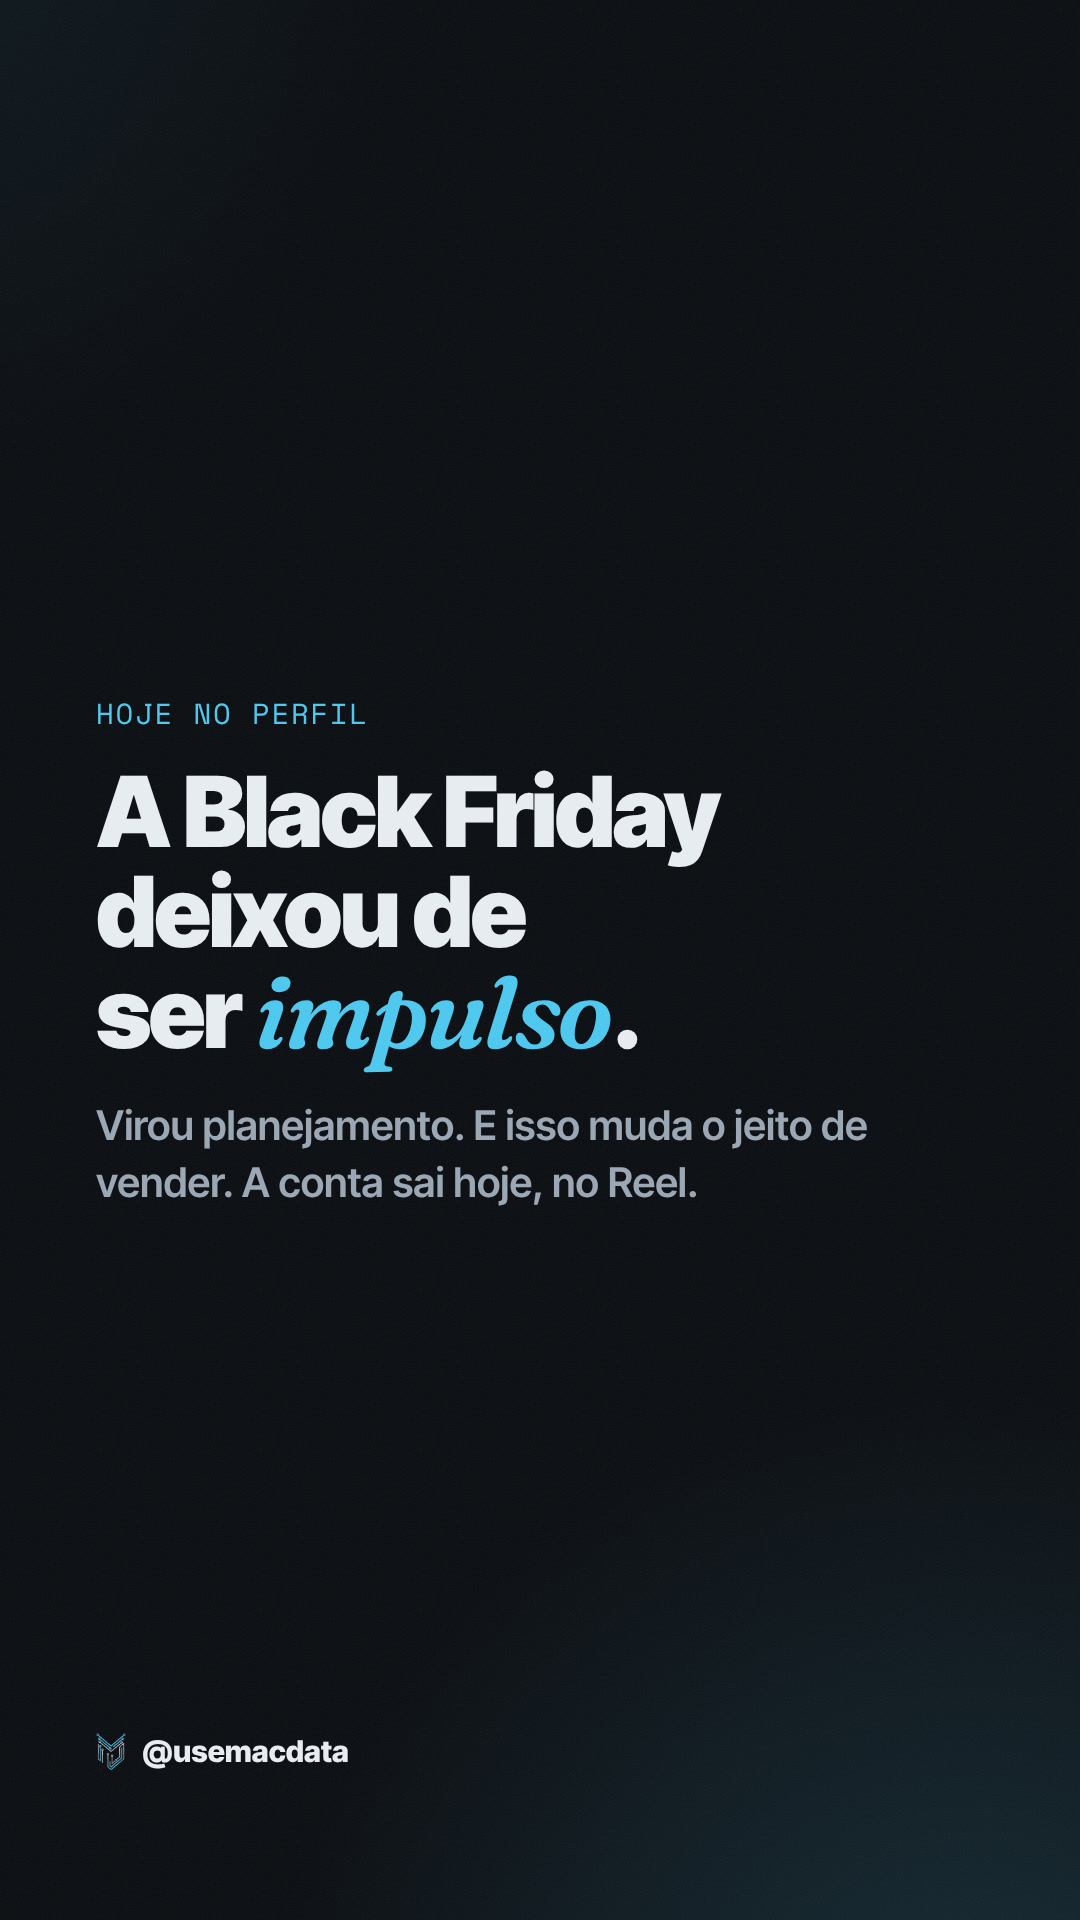 HOJE NO PERFIL
A Black Friday
deixou de
ser impulso.
Virou planejamento. E isso muda o jeito de
vender. A conta sai hoje, no Reel.
@usemacdata